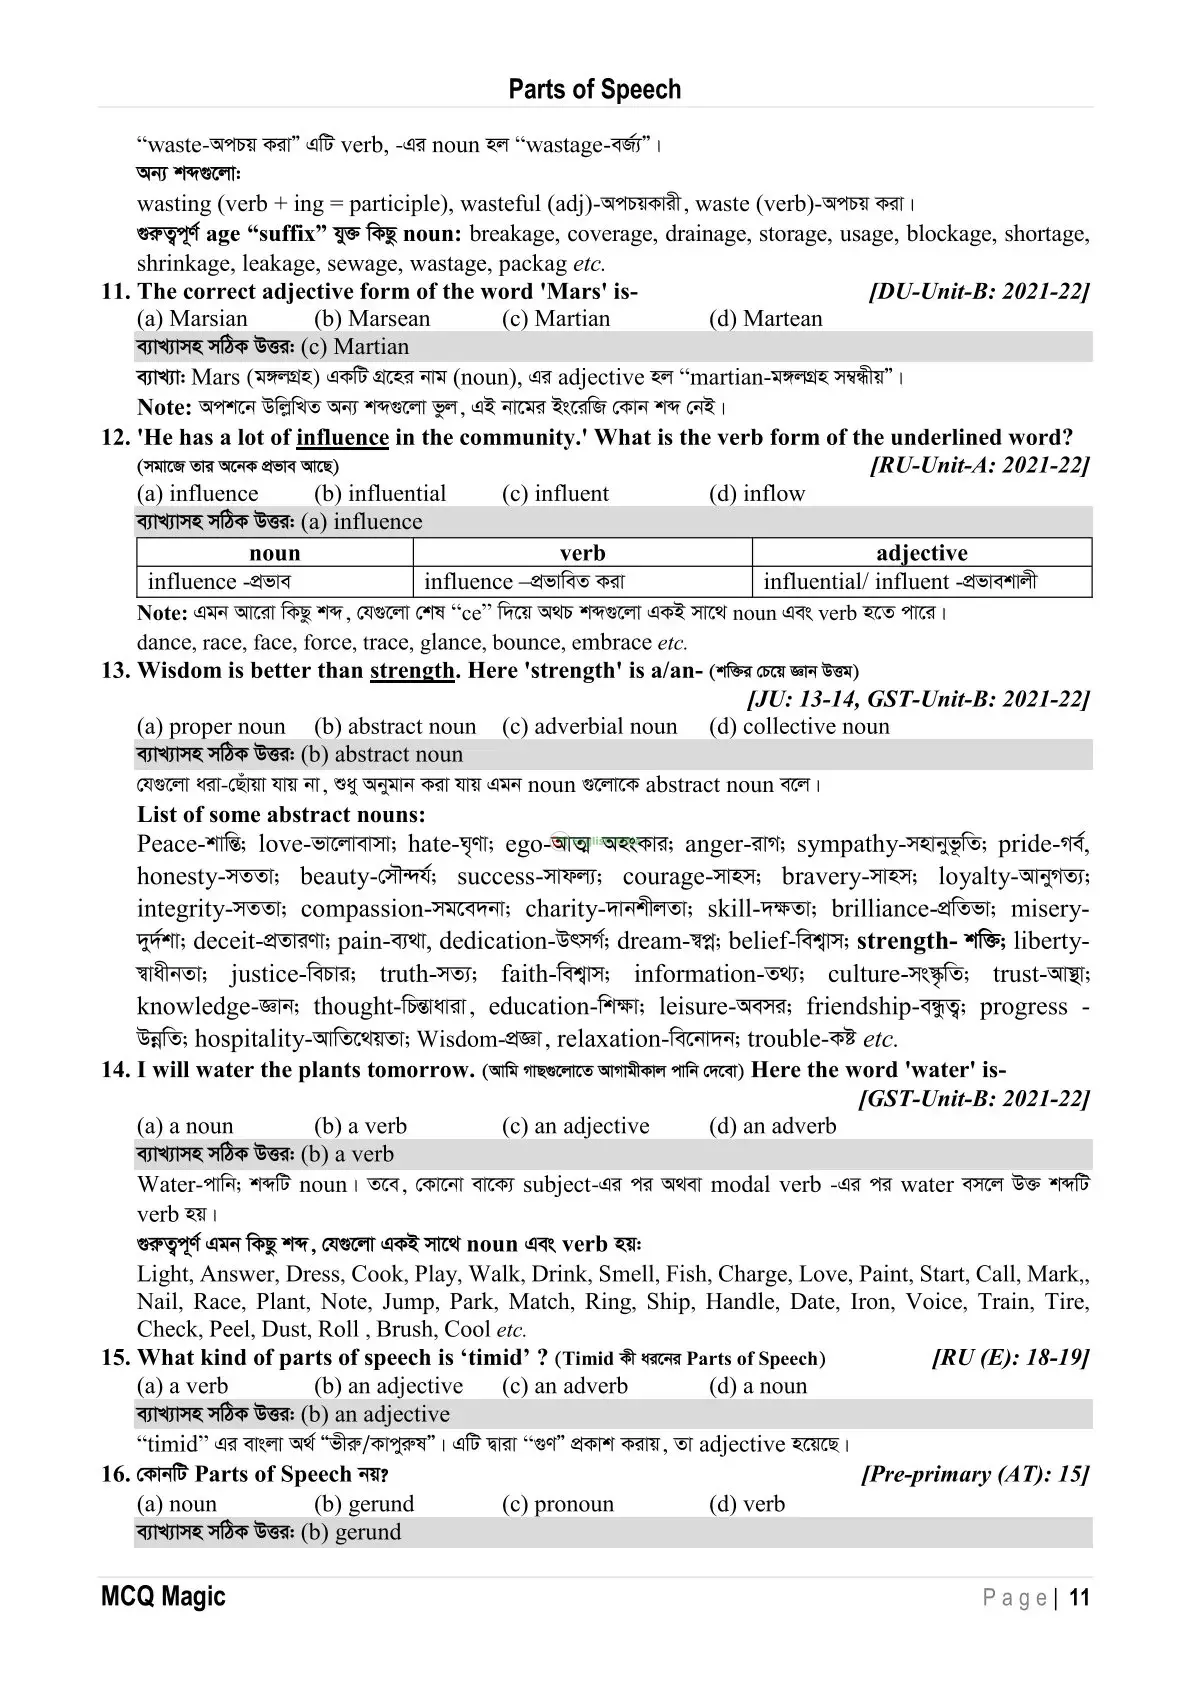 Parts of Speech
“waste-অপচয় করা” এটি verb, -এর noun হল “wastage-বর্জ্য”।
অন্য শব্দগুলো:
wasting (verb + ing = participle), wasteful (adj)-অপচয়কারী, waste (verb)-অপচয় করা।
গুরুত্বপূর্ণ age “suffix” যুক্ত কিছু noun: breakage, coverage, drainage, storage, usage, blockage, shortage,
shrinkage, leakage, sewage, wastage, packag etc.
11. The correct adjective form of the word 'Mars' is- [DU-Unit-B: 2021-22]
(a) Marsian (b) Marsean (c) Martian (d) Martean
ব্যাখ্যাসহ সঠিক উত্তর: (c) Martian
ব্যাখ্যা: Mars (মঙ্গলগ্রহ) একটি গ্রহের নাম (noun), এর adjective হল “martian-মঙ্গলগ্রহ সম্বন্ধীয়”।
Note: অপশনে উল্লিখিত অন্য শব্দগুলো ভুল, এই নামের ইংরেজি কোন শব্দ নেই।
12. 'He has a lot of influence in the community.' What is the verb form of the underlined word?
(সমাজে তার অনেক প্রভাব আছে) [RU-Unit-A: 2021-22]
(a) influence (b) influential (c) influent (d) inflow
ব্যাখ্যাসহ সঠিক উত্তর: (a) influence
noun verb adjective
influence -প্রভাব influence –প্রভাবিত করা influential/ influent -প্রভাবশালী
Note: এমন আরো কিছু শব্দ, যেগুলো শেষ “ce” দিয়ে অথচ শব্দগুলো একই সাথে noun এবং verb হতে পারে।
dance, race, face, force, trace, glance, bounce, embrace etc.
13. Wisdom is better than strength. Here 'strength' is a/an- (শক্তির চেয়ে জ্ঞান উত্তম)
[JU: 13-14, GST-Unit-B: 2021-22]
(a) proper noun (b) abstract noun (c) adverbial noun (d) collective noun
ব্যাখ্যাসহ সঠিক উত্তর: (b) abstract noun
যেগুলো ধরা-ছোঁয়া যায় না, শুধু অনুমান করা যায় এমন noun গুলোকে abstract noun বলে।
List of some abstract nouns:
Peace-শান্তি; love-ভালোবাসা; hate-ঘৃণা; ego-আত্ম অহংকার; anger-রাগ; sympathy-সহানুভূতি; pride-গর্ব,
honesty-সততা; beauty-সৌন্দর্য; success-সাফল্য; courage-সাহস; bravery-সাহস; loyalty-আনুগত্য;
integrity-সততা; compassion-সমবেদনা; charity-দানশীলতা; skill-দক্ষতা; brilliance-প্রতিভা; misery-
দুর্দশা; deceit-প্রতারণা; pain-ব্যথা, dedication-উৎসর্গ; dream-স্বপ্ন; belief-বিশ্বাস; strength- শক্তি; liberty-
স্বাধীনতা; justice-বিচার; truth-সত্য; faith-বিশ্বাস; information-তথ্য; culture-সংস্কৃতি; trust-আস্থা;
knowledge-জ্ঞান; thought-চিন্তাধারা, education-শিক্ষা; leisure-অবসর; friendship-বন্ধুত্ব; progress -
উন্নতি; hospitality-আতিথেয়তা; Wisdom-প্রজ্ঞা, relaxation-বিনোদন; trouble-কষ্ট etc.
14. I will water the plants tomorrow. (আমি গাছগুলোতে আগামীকাল পানি দেবো) Here the word 'water' is-
[GST-Unit-B: 2021-22]
(a) a noun (b) a verb (c) an adjective (d) an adverb
ব্যাখ্যাসহ সঠিক উত্তর: (b) a verb
Water-পানি; শব্দটি noun। তবে, কোনো বাক্যে subject-এর পর অথবা modal verb -এর পর water বসলে উক্ত শব্দটি
verb হয়।
গুরুত্বপূর্ণ এমন কিছু শব্দ, যেগুলো একই সাথে noun এবং verb হয়:
Light, Answer, Dress, Cook, Play, Walk, Drink, Smell, Fish, Charge, Love, Paint, Start, Call, Mark,,
Nail, Race, Plant, Note, Jump, Park, Match, Ring, Ship, Handle, Date, Iron, Voice, Train, Tire,
Check, Peel, Dust, Roll , Brush, Cool etc.
15. What kind of parts of speech is ‘timid’ ? (Timid কী ধরনের Parts of Speech) [RU (E): 18-19]
(a) a verb (b) an adjective (c) an adverb (d) a noun
ব্যাখ্যাসহ সঠিক উত্তর: (b) an adjective
“timid” এর বাংলা অর্থ “ভীরু/কাপুরুষ”। এটি দ্বারা “গুণ” প্রকাশ করায়, তা adjective হয়েছে।
16. কোনটি Parts of Speech নয়? [Pre-primary (AT): 15]
(a) noun (b) gerund (c) pronoun (d) verb
ব্যাখ্যাসহ সঠিক উত্তর: (b) gerund
MCQ Magic Page| 11